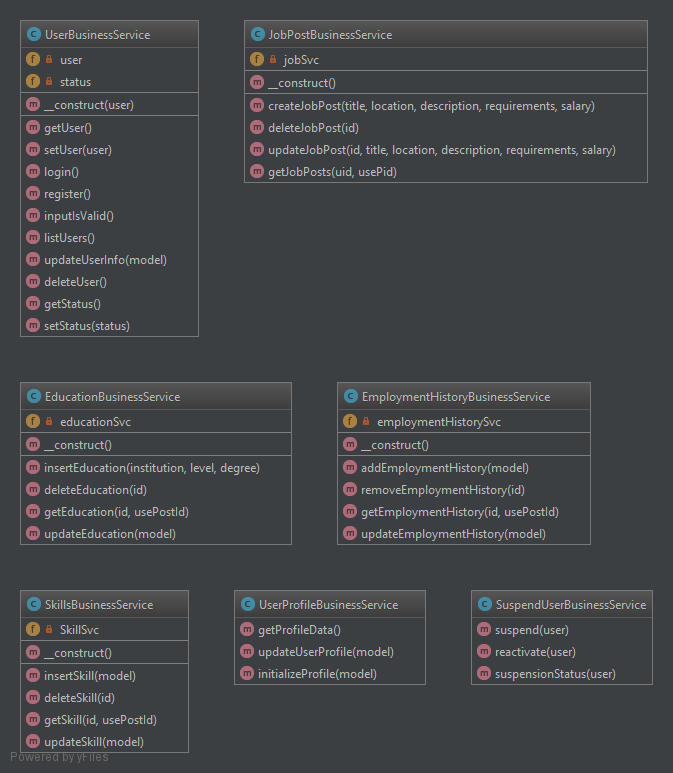 UserBusinessService
user
status
__construct(user)
getUser()
setUser(user)
login()
register()
inputIsValid()
listUsers()
updateUserInfo(model)
deleteUser()
getStatus()
setStatus(status)
JobPostBusinessService
jobSvc
__construct()
createJobPost(title, location, description, requirements, salary)
deleteJobPost(id)
updateJobPost(id, title, location, description, requirements, salary)
getJobPosts(uid, usePid)
EducationBusinessService
educationSvc
__construct()
insertEducation(institution, level, degree)
deleteEducation(id)
getEducation(id, usePostId)
updateEducation(model)
EmploymentHistoryBusinessService
employmentHistorySvc
__construct()
addEmploymentHistory(model)
removeEmploymentHistory(id)
getEmploymentHistory(id, usePostId)
updateEmploymentHistory(model)
SkillsBusinessService
SkillSvc
__construct()
insertSkill(model)
deleteSkill(id)
getSkill(id, usePostId)
updateSkill(model)
UserProfileBusinessService
getProfileData()
updateUserProfile(model)
initializeProfile(model)
SuspendUserBusinessService
suspend(user)
reactivate(user)
suspensionStatus(user)
Powered by yFiles